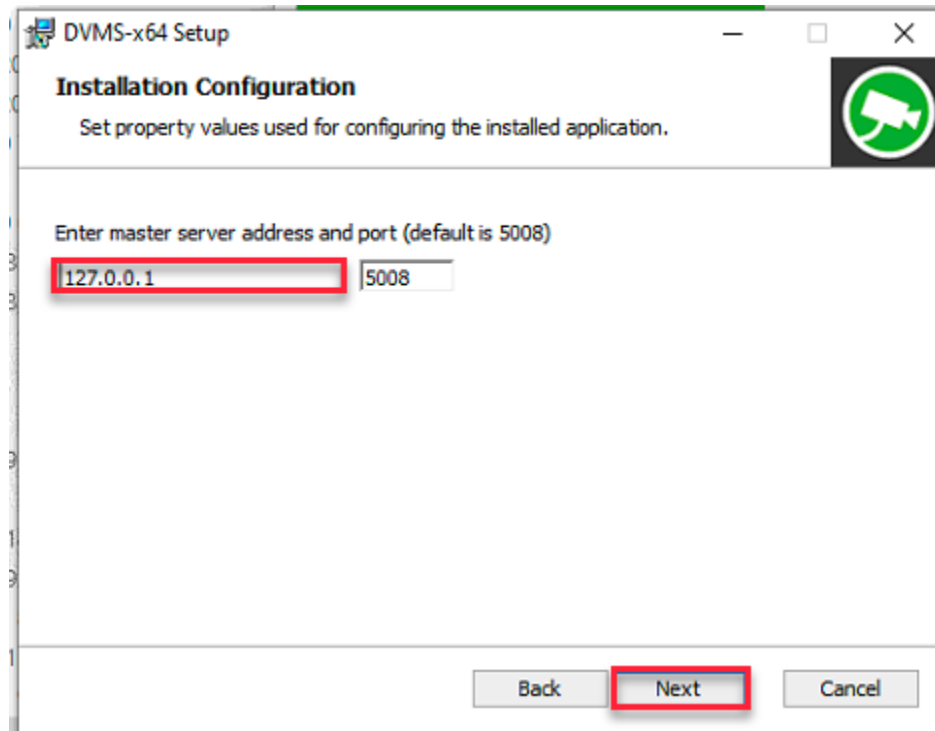 DVMS-x64 Setup
Installation Configuration
Set property values used for configuring the installed application.
Enter master server address and port (default is 5008)
127.0.0.1 5008
Back Next Cancel